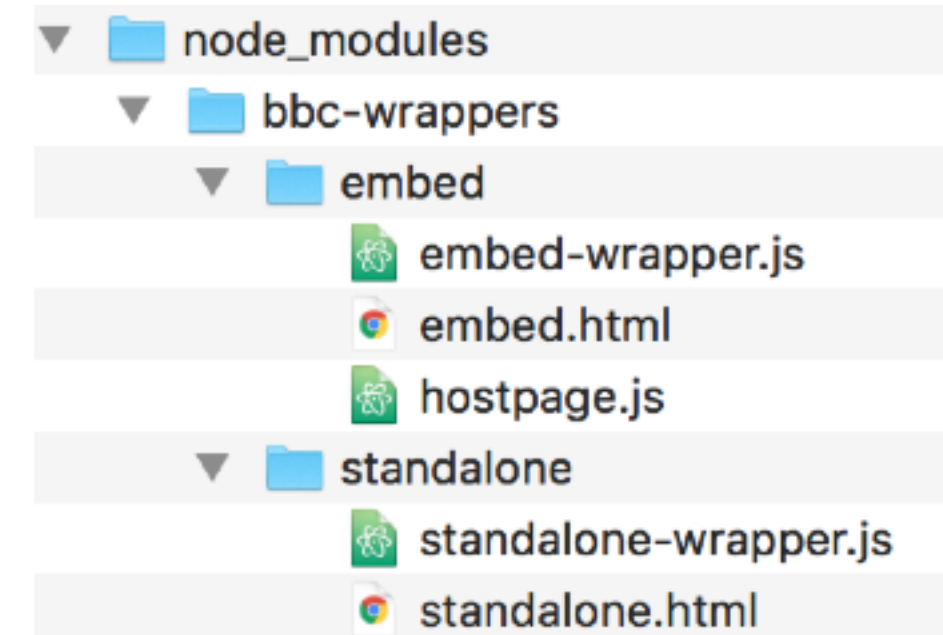 node_modules
bbc-wrappers
embed
embed-wrapper.js
embed.html
hostpage.js
standalone
standalone-wrapper.js
standalone.html